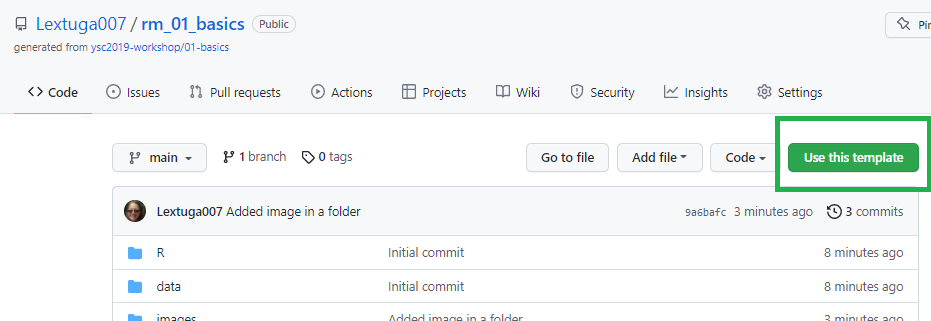 Lextuga007 / rm_01_basics Public Pin
generated from ysc2019-workshop/01-basics
Code Issues Pull requests Actions Projects Wiki Security Insights Settings
main 1 branch 0 tags Go to file Add file Code Use this template
Lextuga007 Added image in a folder 9a6bafc 3 minutes ago 3 commits
R Initial commit 8 minutes ago
data Initial commit 8 minutes ago
images Added image in a folder 3 minutes ago